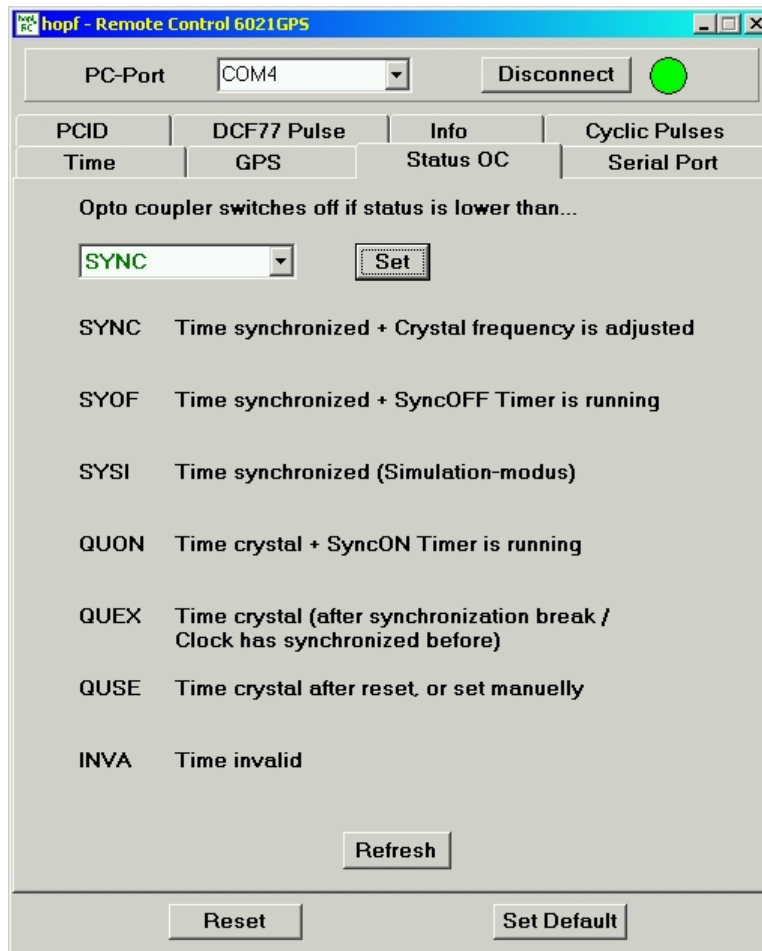 hopf RC hopf - Remote Control 6021GPS
PC-Port COM4 Disconnect
PCID DCF77 Pulse Info Cyclic Pulses
Time GPS Status OC Serial Port
Opto coupler switches off if status is lower than...
SYNC Set
SYNC Time synchronized + Crystal frequency is adjusted
SYOF Time synchronized + SyncOFF Timer is running
SYSI Time synchronized (Simulation-modus)
QUON Time crystal + SyncON Timer is running
QUEX Time crystal (after synchronization break /
Clock has synchronized before)
QUSE Time crystal after reset, or set manuelly
INVA Time invalid
Refresh
Reset Set Default